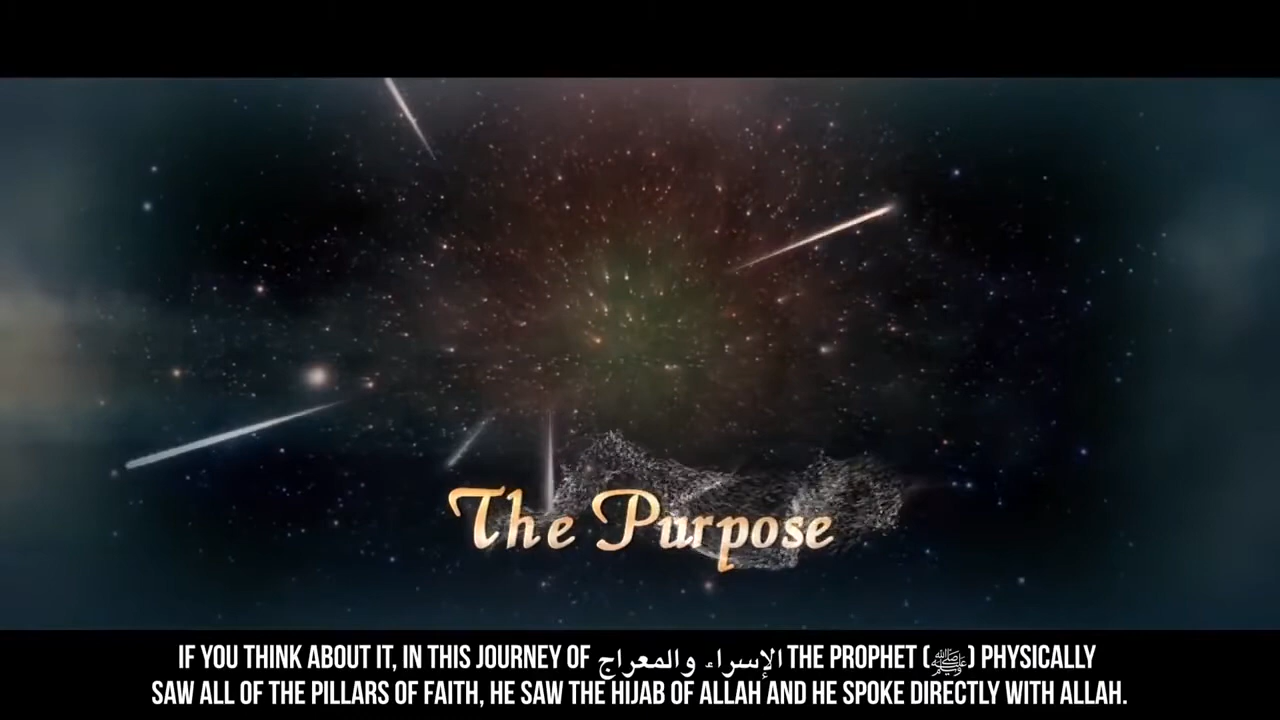 The Purpose
IF YOU THINK ABOUT IT, IN THIS JOURNEY OF الإسراء والمعراج THE PROPHET (ﷺ) PHYSICALLY
SAW ALL OF THE PILLARS OF FAITH, HE SAW THE HIJAB OF ALLAH AND HE SPOKE DIRECTLY WITH ALLAH.